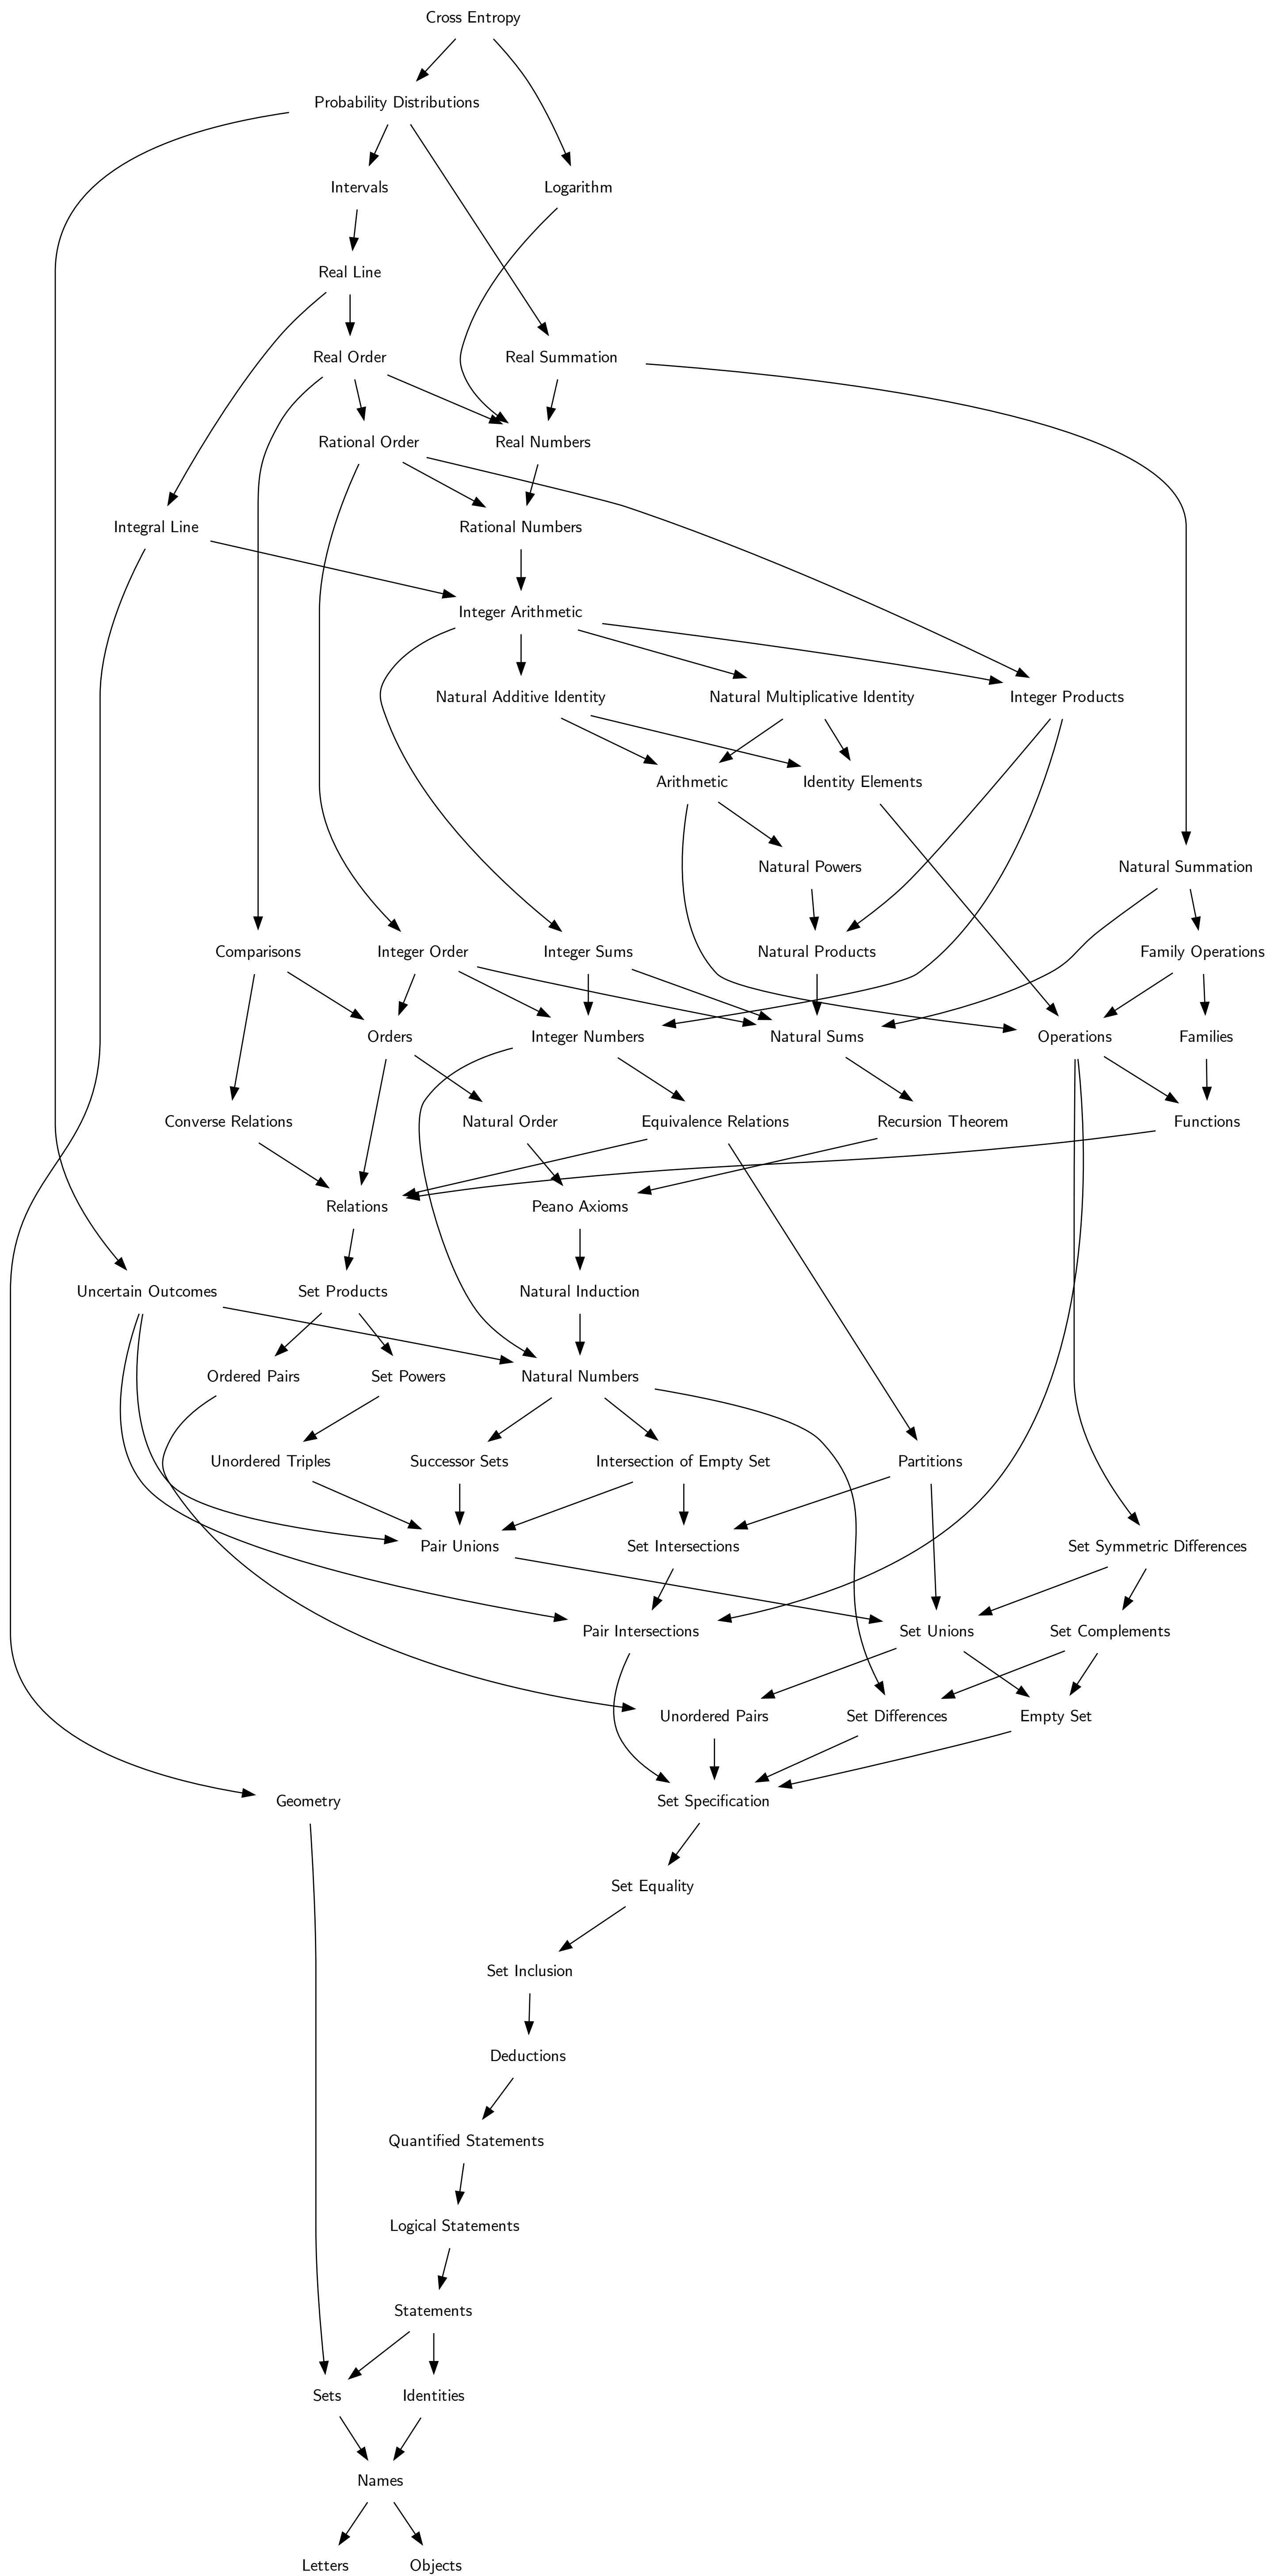 Cross Entropy
Probability Distributions
Intervals
Logarithm
Real Line
Real Order
Real Summation
Rational Order
Real Numbers
Integral Line
Rational Numbers
Integer Arithmetic
Natural Additive Identity
Natural Multiplicative Identity
Integer Products
Arithmetic
Identity Elements
Natural Powers
Natural Summation
Comparisons
Integer Order
Integer Sums
Natural Products
Family Operations
Orders
Integer Numbers
Natural Sums
Operations
Families
Converse Relations
Natural Order
Equivalence Relations
Recursion Theorem
Functions
Relations
Peano Axioms
Uncertain Outcomes
Set Products
Natural Induction
Ordered Pairs
Set Powers
Natural Numbers
Unordered Triples
Successor Sets
Intersection of Empty Set
Partitions
Pair Unions
Set Intersections
Set Symmetric Differences
Pair Intersections
Set Unions
Set Complements
Unordered Pairs
Set Differences
Empty Set
Geometry
Set Specification
Set Equality
Set Inclusion
Deductions
Quantified Statements
Logical Statements
Statements
Sets
Identities
Names
Letters
Objects